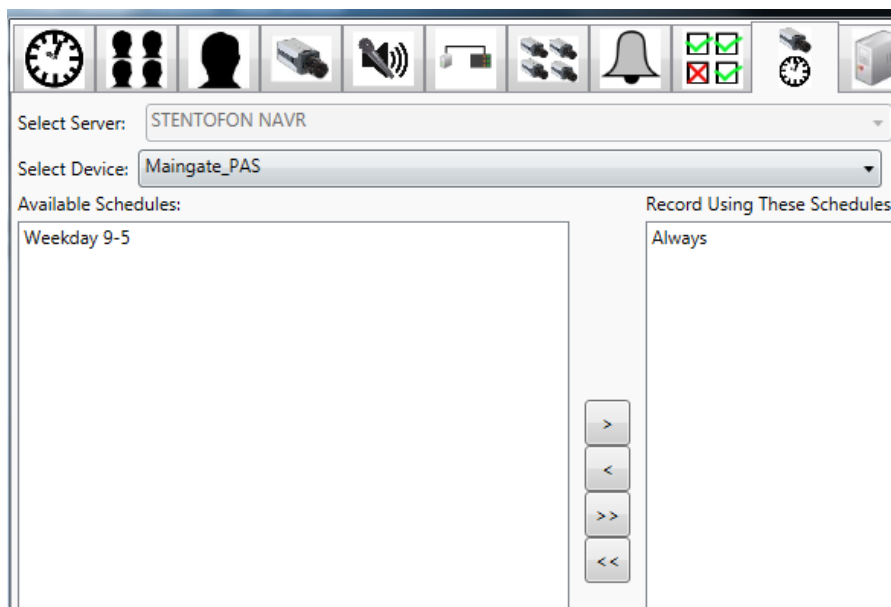 Select Server: STENTOFON NAVR
Select Device: Maingate_PAS
Available Schedules:
Record Using These Schedules
Weekday 9-5
Always
>
<
>>
<<